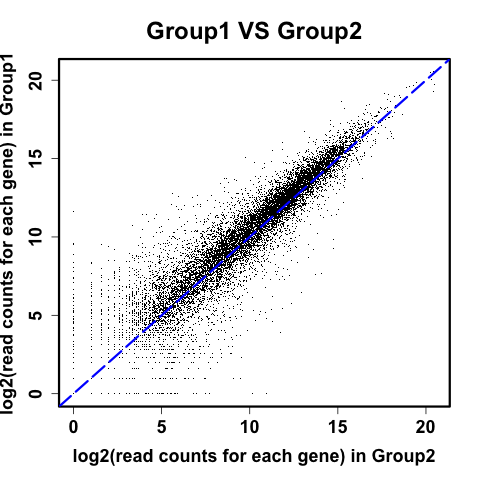 Group1 VS Group2
log2(read counts for each gene) in Group1
20
15
10
5
0
0 5 10 15 20
log2(read counts for each gene) in Group2